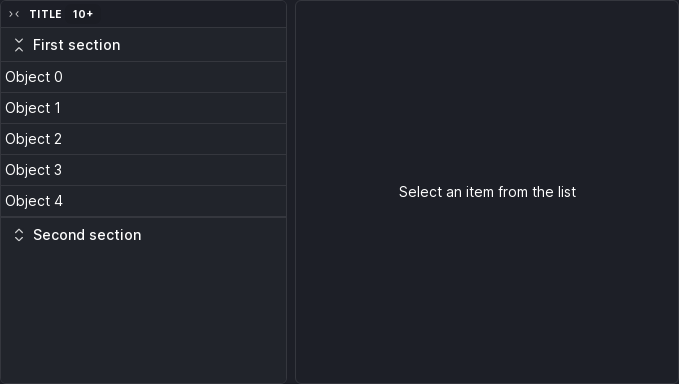 TITLE 10+
First section
Object 0
Object 1
Object 2
Object 3
Object 4
Second section
Select an item from the list